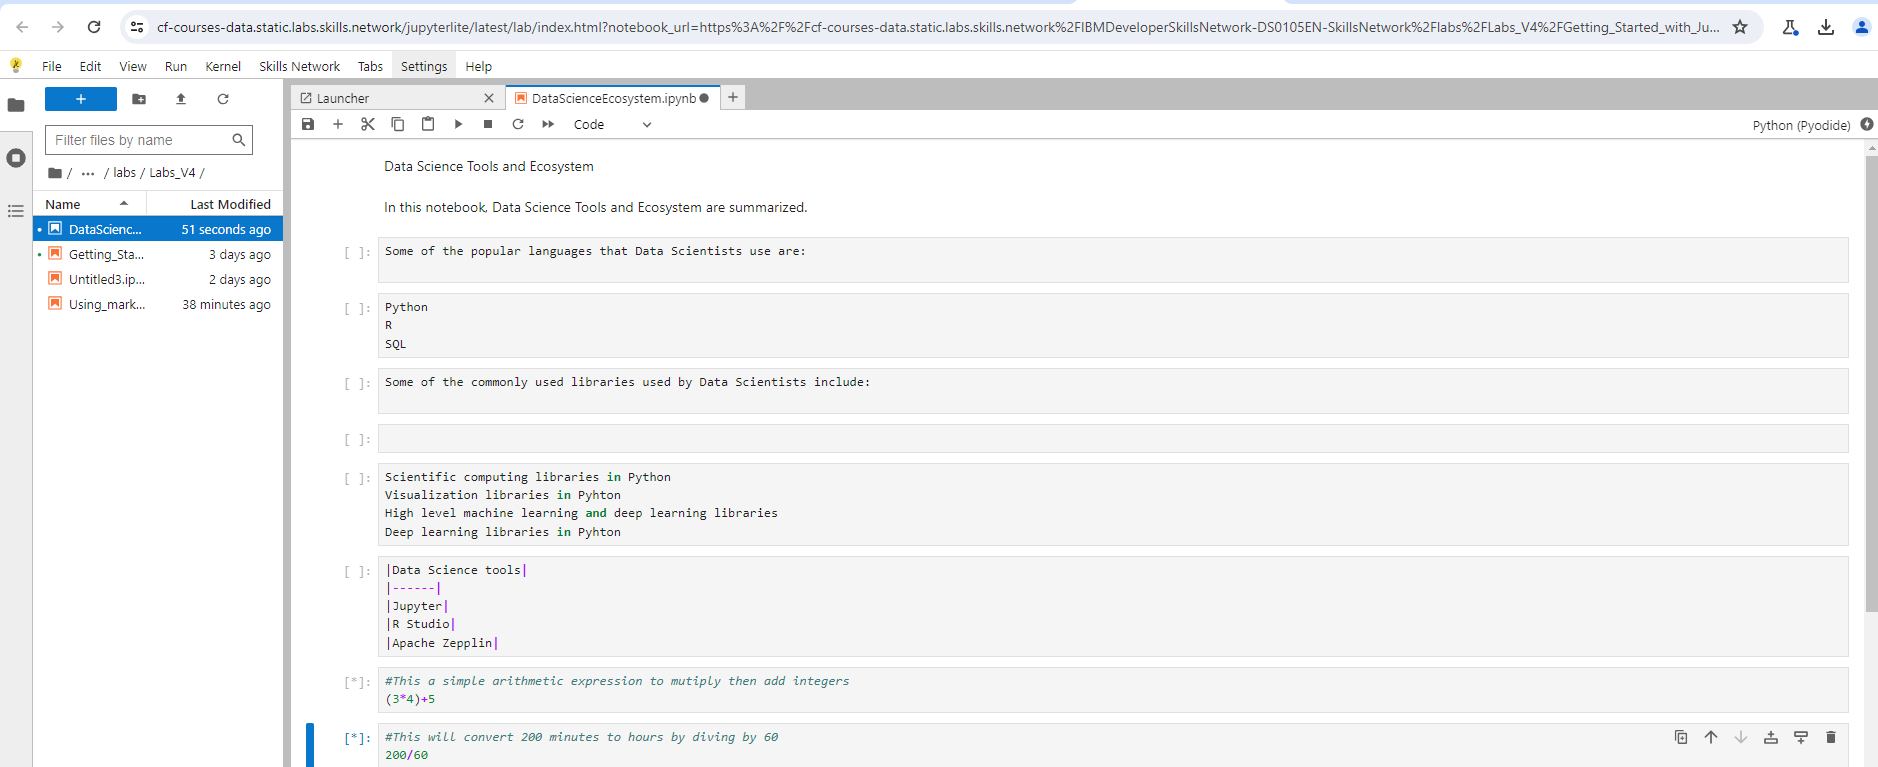 cf-courses-data.static.labs.skills.network/jupyterlite/latest/lab/index.html?notebook_url=https%3A%2F%2Fcf-courses-data.static.labs.skills.network%2FIBMDeveloperSkillsNetwork-DS0105EN-SkillsNetwork%2Flabs%2FLabs_V4%2FGetting_Started_with_Ju...
File Edit View Run Kernel Skills Network Tabs Settings Help
Launcher DataScienceEcosystem.ipynb
Code Python (Pyodide)
Filter files by name
/ ... / labs / Labs_V4 /
Name Last Modified
DataScienc... 51 seconds ago
Getting_Sta... 3 days ago
Untitled3.ip... 2 days ago
Using_mark... 38 minutes ago
Data Science Tools and Ecosystem
In this notebook, Data Science Tools and Ecosystem are summarized.
[ ]: Some of the popular languages that Data Scientists use are:
[ ]: Python
R
SQL
[ ]: Some of the commonly used libraries used by Data Scientists include:
[ ]:
[ ]: Scientific computing libraries in Python
Visualization libraries in Pyhton
High level machine learning and deep learning libraries
Deep learning libraries in Pyhton
[ ]: |Data Science tools|
|------|
|Jupyter|
|R Studio|
|Apache Zepplin|
[*]: #This a simple arithmetic expression to mutiply then add integers
(3*4)+5
[*]: #This will convert 200 minutes to hours by diving by 60
200/60